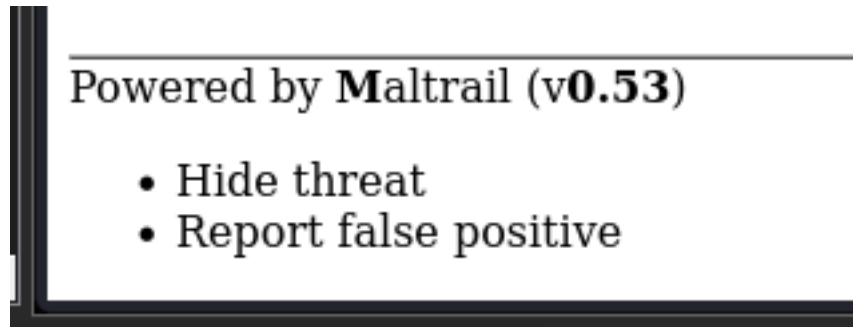 Powered by Maltrail (v0.53)
Hide threat
Report false positive